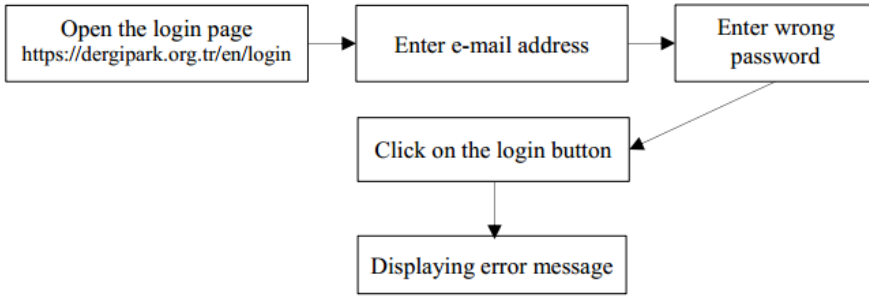 Open the login page
https://dergipark.org.tr/en/login
Enter e-mail address
Enter wrong
password
Click on the login button
Displaying error message